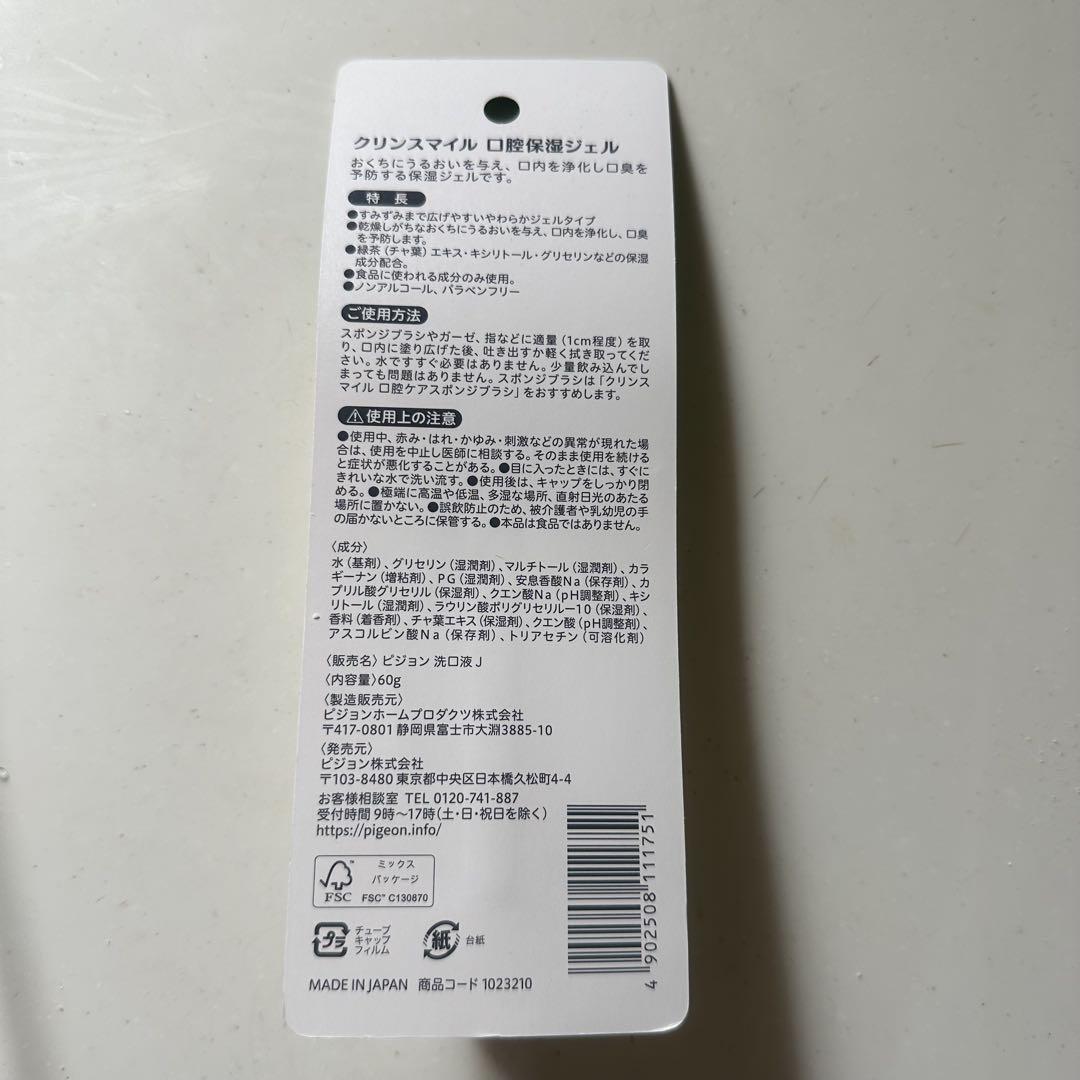 クリンスマイル 口腔保湿ジェル
おくちにうるおいを与え、口内を浄化し口臭を
予防する保湿ジェルです。
特長
●すみずみまで広げやすいやわらかジェルタイプ
●乾燥しがちなおくちにうるおいを与え、口内を浄化し、口臭
を予防します。
●緑茶(チャ葉)エキス・キシリトール・グリセリンなどの保湿
成分配合。
●食品に使われる成分のみ使用。
●ノンアルコール、パラベンフリー
ご使用方法
スポンジブラシやガーゼ、指などに適量(1cm程度)を取
り、口内に塗り広げた後、吐き出すか軽く拭き取ってくだ
さい。水ですすぐ必要はありません。少量飲み込んでし
まっても問題はありません。スポンジブラシは「クリンス
マイル 口腔ケアスポンジブラシ」をおすすめします。
⚠使用上の注意
●使用中、赤み・はれ・かゆみ・刺激などの異常が現れた場
合は、使用を中止し医師に相談する。そのまま使用を続ける
と症状が悪化することがある。●目に入ったときには、すぐに
きれいな水で洗い流す。●使用後は、キャップをしっかり閉
める。●極端に高温や低温、多湿な場所、直射日光のあたる
場所に置かない。●誤飲防止のため、被介護者や乳幼児の手
の届かないところに保管する。●本品は食品ではありません。
〈成分〉
水(基剤)、グリセリン(湿潤剤)、マルチトール(湿潤剤)、カラ
ギーナン(増粘剤)、PG(湿潤剤)、安息香酸Na(保存剤)、カ
プリル酸グリセリル(保湿剤)、クエン酸Na(pH調整剤)、キシ
リトール(湿潤剤)、ラウリン酸ポリグリセリル－10(保湿剤)、
香料(着香剤)、チャ葉エキス(保湿剤)、クエン酸(pH調整剤)、
アスコルビン酸Na(保存剤)、トリアセチン(可溶化剤)
〈販売名〉ピジョン 洗口液J
〈内容量〉60g
〈製造販売元〉
ピジョンホームプロダクツ株式会社
〒417-0801 静岡県富士市大淵3885-10
〈発売元〉
ピジョン株式会社
〒103-8480 東京都中央区日本橋久松町4-4
お客様相談室 TEL 0120-741-887
受付時間 9時〜17時(土・日・祝日を除く)
https://pigeon.info/
FSC™
ミックス
パッケージ
FSC™ C130870
プラ
チューブ
キャップ
フィルム
紙
台紙
MADE IN JAPAN 商品コード 1023210
4 902508 111751